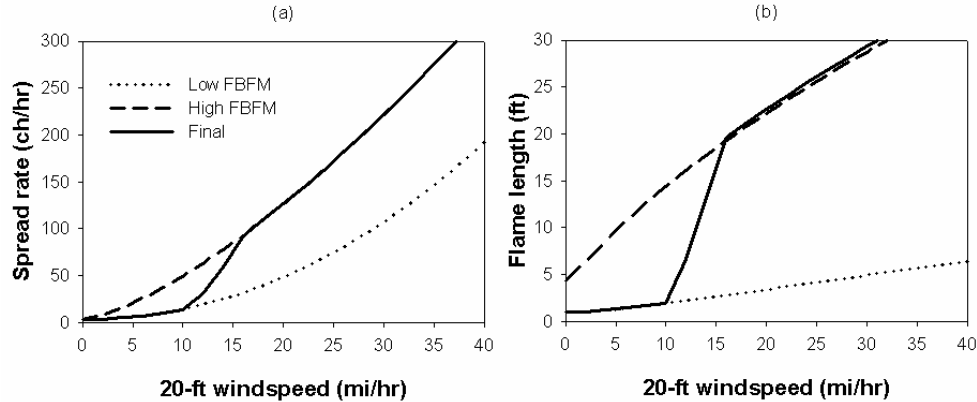 (a)
300
250
200
150
100
50
0
Spread rate (ch/hr)
Low FBFM
High FBFM
Final
0 5 10 15 20 25 30 35 40
20-ft windspeed (mi/hr)
(b)
30
25
20
15
10
5
0
Flame length (ft)
0 5 10 15 20 25 30 35 40
20-ft windspeed (mi/hr)